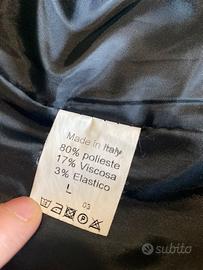 Made in Italy
80% polieste
17% Viscosa
3% Elastico
L
03
subito